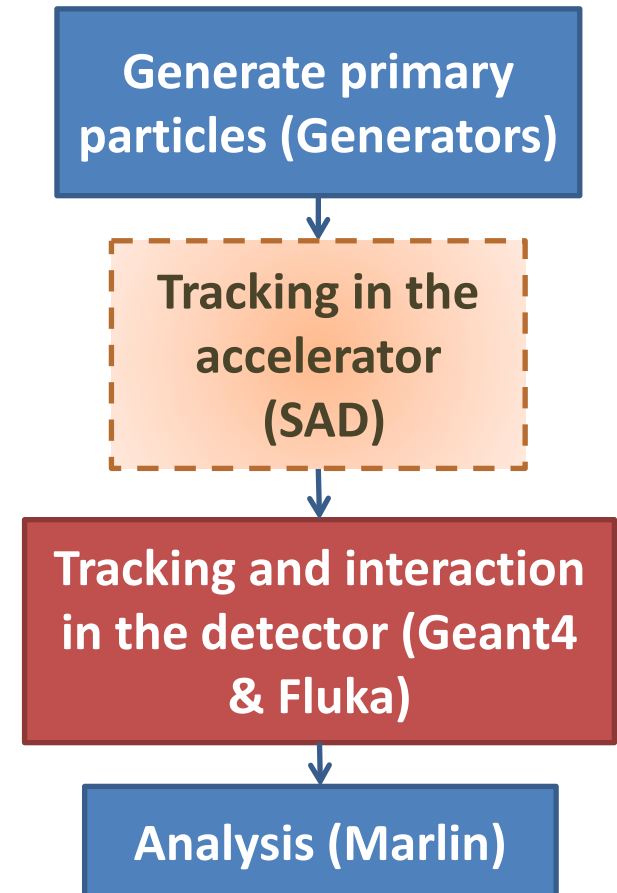 Generate primary
particles (Generators)
Tracking in the
accelerator
(SAD)
Tracking and interaction
in the detector (Geant4
& Fluka)
Analysis (Marlin)